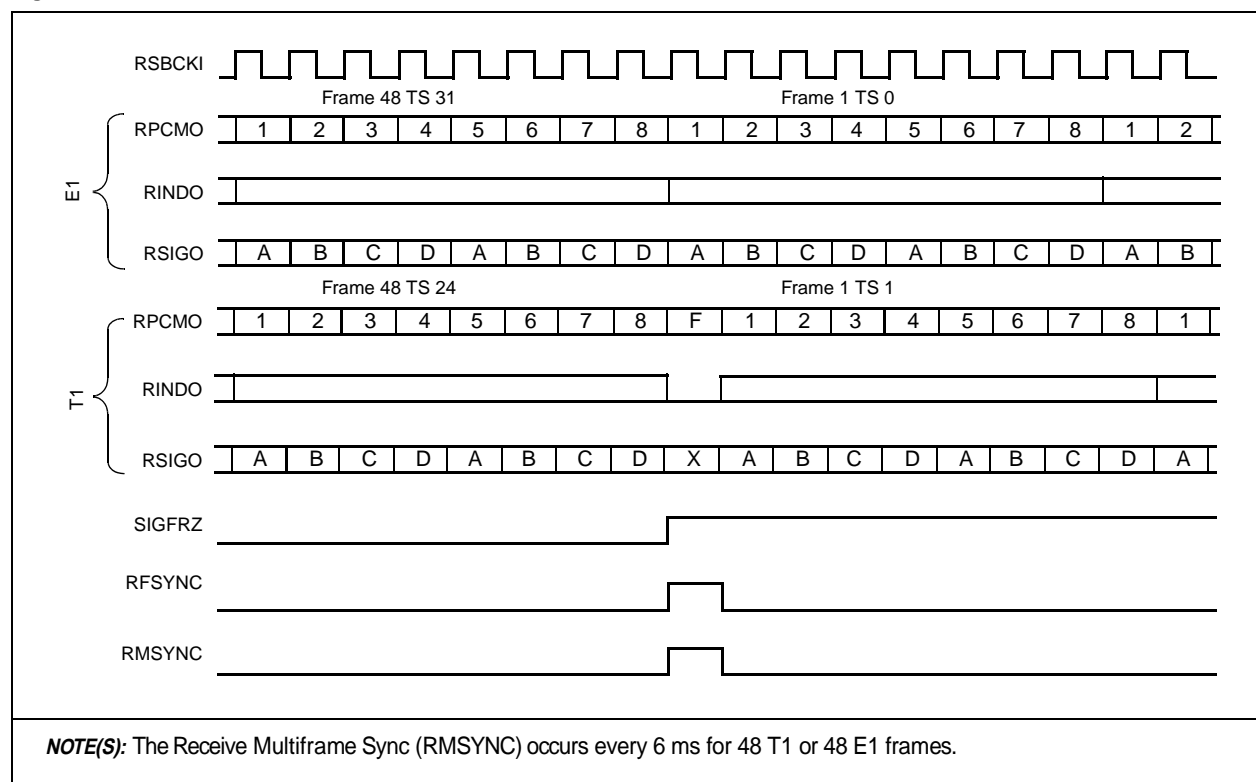 RSBCKI
Frame 48 TS 31 Frame 1 TS 0
E1
RPCMO 1 2 3 4 5 6 7 8 1 2 3 4 5 6 7 8 1 2
RINDO
RSIGO A B C D A B C D A B C D A B C D A B
Frame 48 TS 24 Frame 1 TS 1
T1
RPCMO 1 2 3 4 5 6 7 8 F 1 2 3 4 5 6 7 8 1
RINDO
RSIGO A B C D A B C D X A B C D A B C D A
SIGFRZ
RFSYNC
RMSYNC
NOTE(S): The Receive Multiframe Sync (RMSYNC) occurs every 6 ms for 48 T1 or 48 E1 frames.